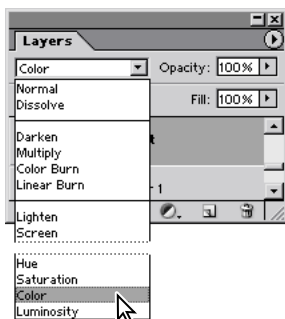 Layers
Color Opacity: 100%
Normal
Dissolve Fill: 100%
Darken
Multiply
Color Burn
Linear Burn
1
Lighten
Screen
Hue
Saturation
Color
Luminosity